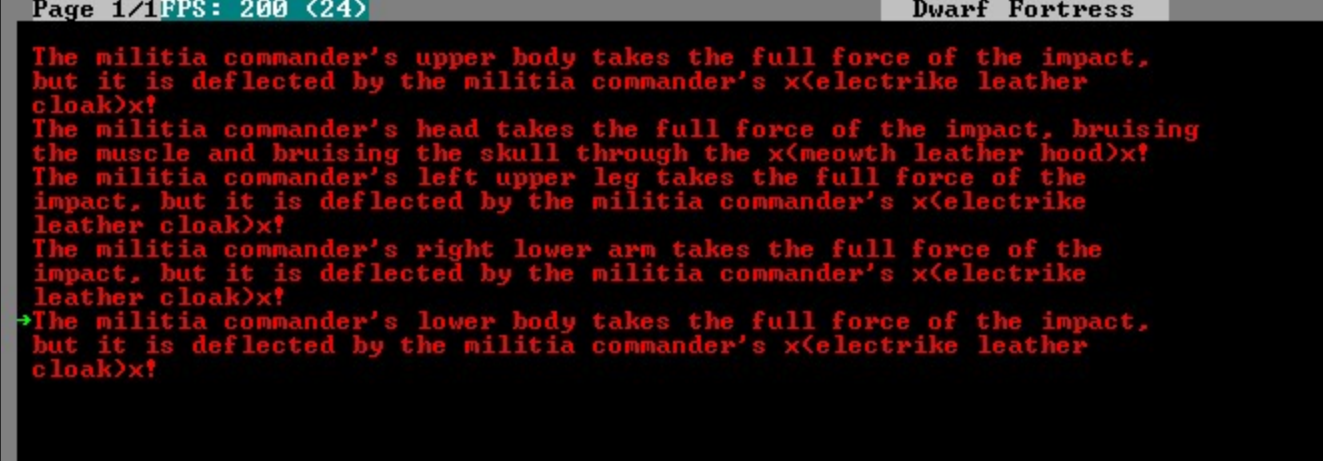 Page 1/1FPS: 200 (24) Dwarf Fortress
The militia commander's upper body takes the full force of the impact,
but it is deflected by the militia commander's x(electrike leather
cloak)x!
The militia commander's head takes the full force of the impact, bruising
the muscle and bruising the skull through the x(meowth leather hood)x!
The militia commander's left upper leg takes the full force of the
impact, but it is deflected by the militia commander's x(electrike
leather cloak)x!
The militia commander's right lower arm takes the full force of the
impact, but it is deflected by the militia commander's x(electrike
leather cloak)x!
→The militia commander's lower body takes the full force of the impact,
but it is deflected by the militia commander's x(electrike leather
cloak)x!